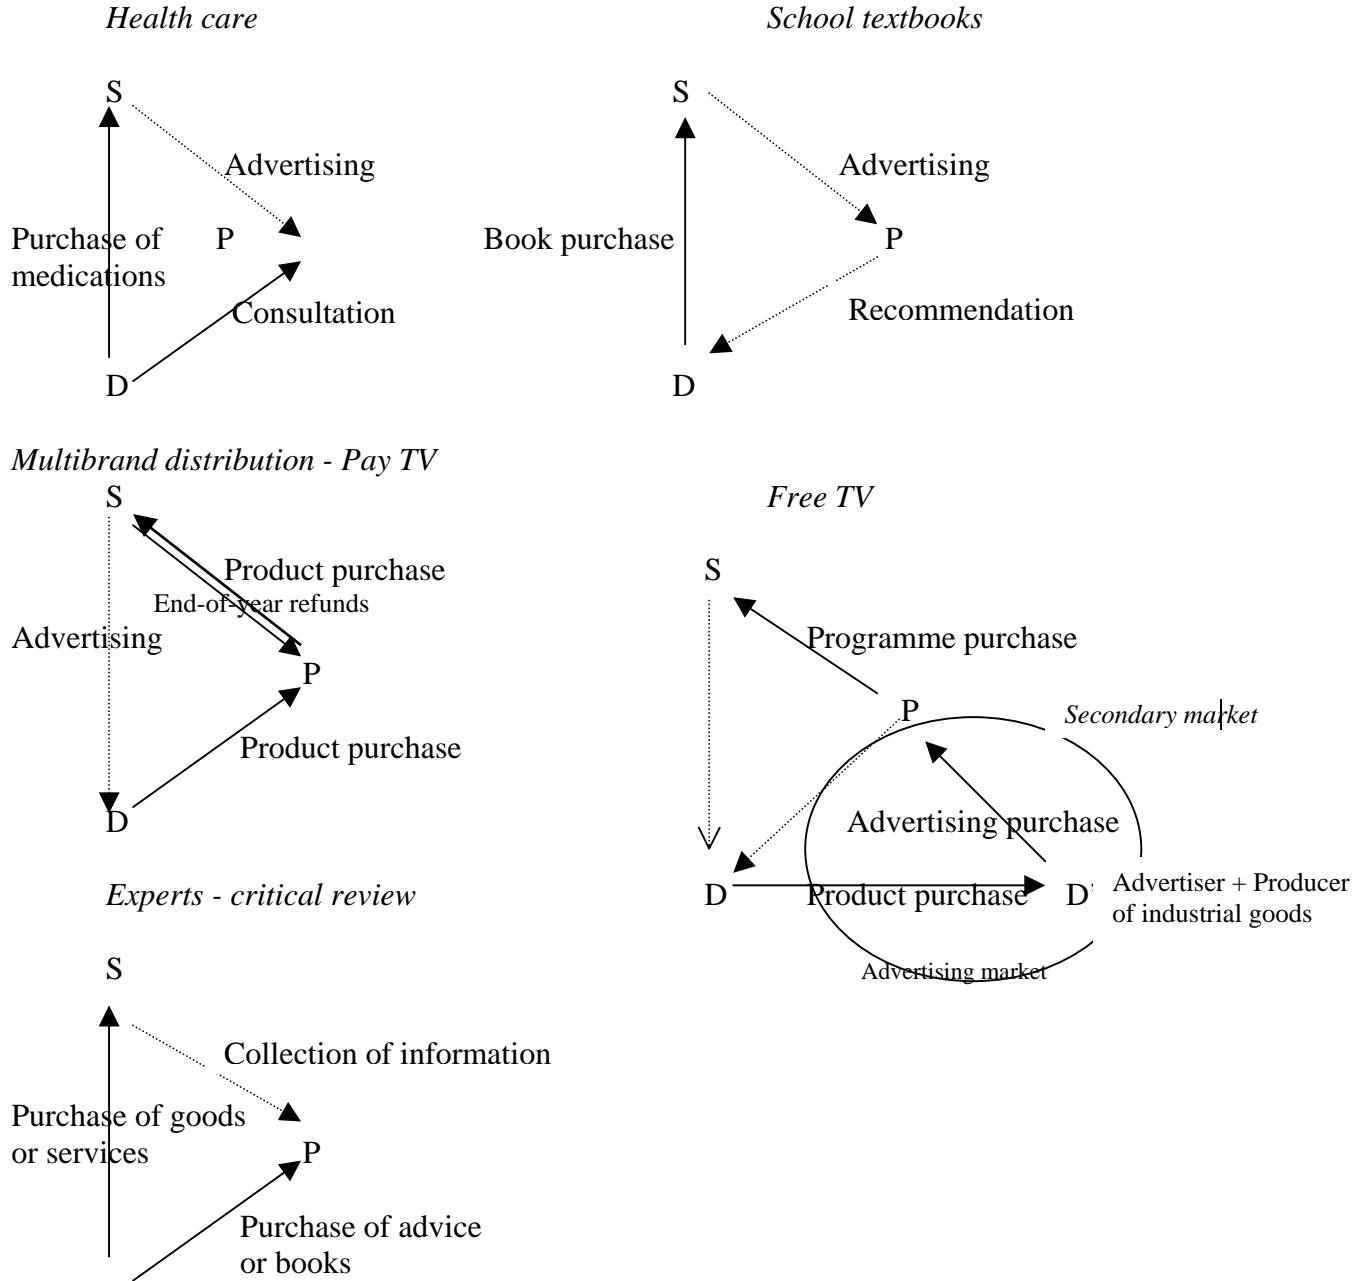 Health care
School textbooks
S
S
Advertising
Advertising
Purchase of
medications
P
Book purchase
P
Consultation
Recommendation
D
D
Multibrand distribution - Pay TV
S
Free TV
Product purchase
S
End-of-year refunds
Advertising
Programme purchase
P
P
Secondary market
Product purchase
D
Advertising purchase
Experts - critical review
D
Product purchase
D'
Advertiser + Producer
of industrial goods
S
Advertising market
Collection of information
Purchase of goods
or services
P
Purchase of advice
or books